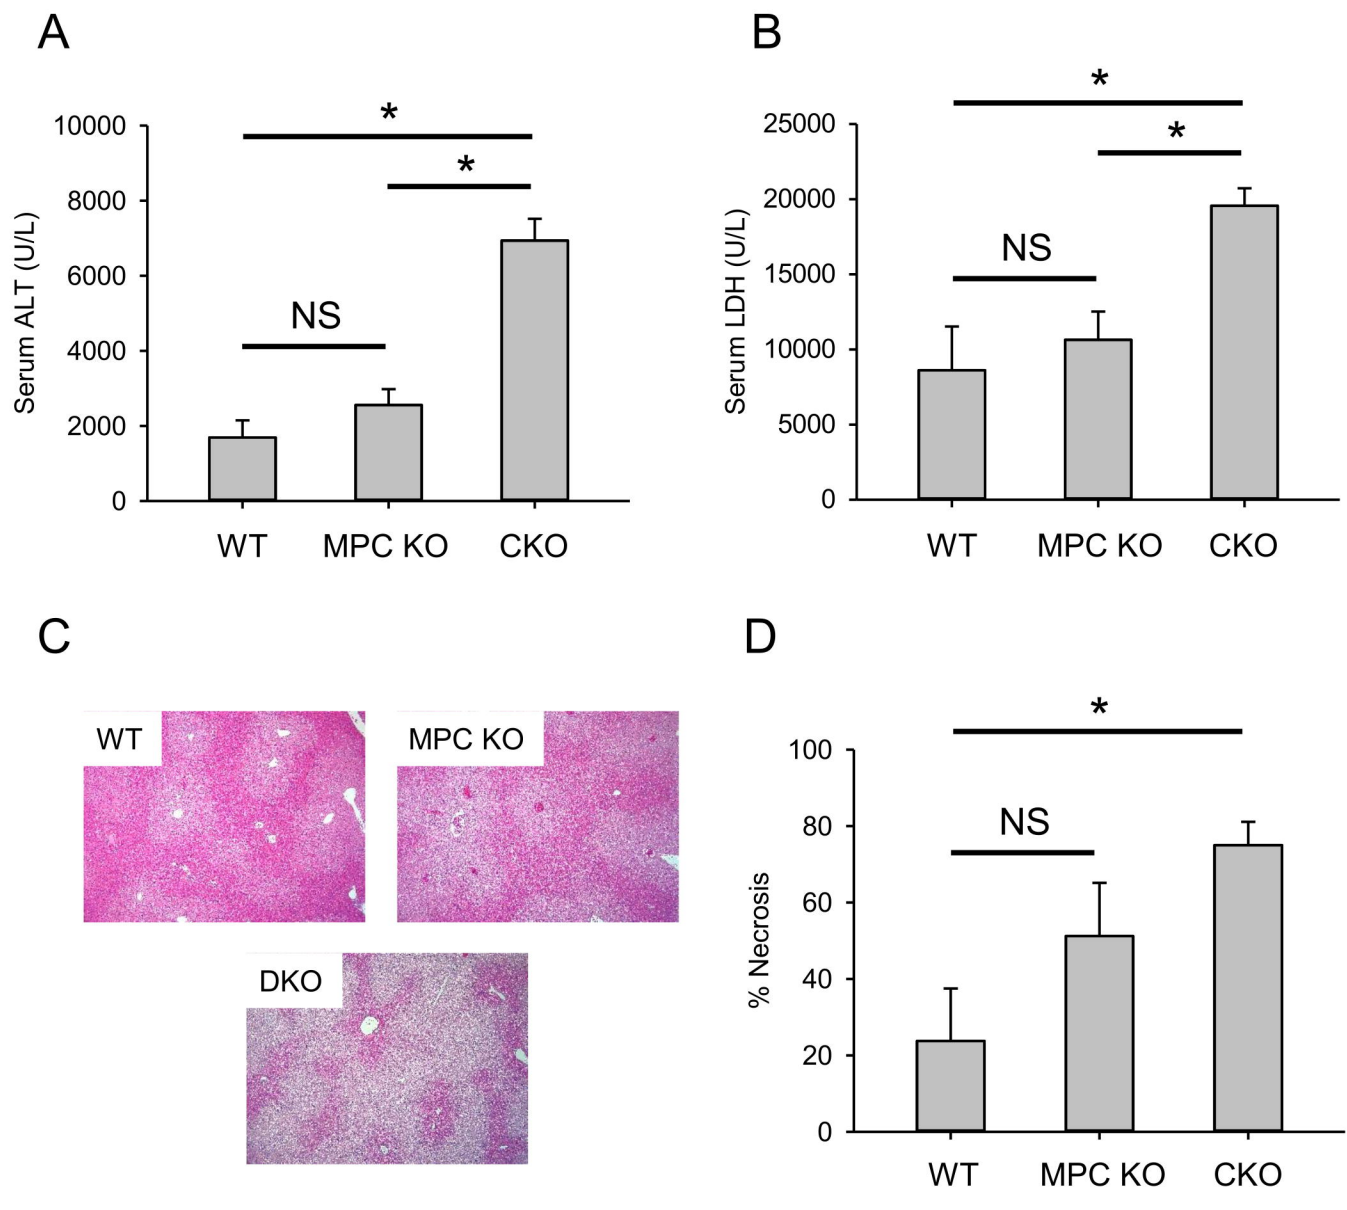 A
Serum ALT (U/L)
10000
8000
6000
4000
2000
0
*
*
NS
WT MPC KO CKO
B
Serum LDH (U/L)
25000
20000
15000
10000
5000
0
*
*
NS
WT MPC KO CKO
C
WT
MPC KO
DKO
D
% Necrosis
100
80
60
40
20
0
*
NS
WT MPC KO CKO